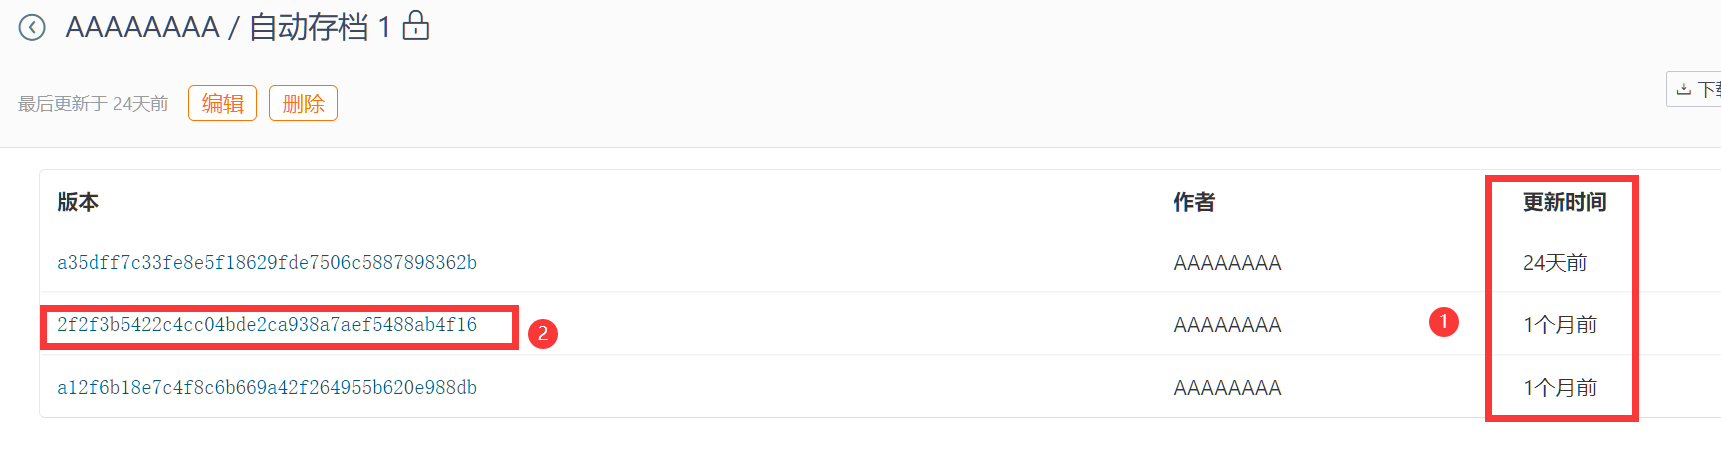 AAAAAAAA / 自动存档 1
最后更新于 24天前 编辑 删除
下载
版本 作者 更新时间
a35dff7c33fe8e5f18629fde7506c5887898362b AAAAAAAA 24天前
2f2f3b5422c4cc04bde2ca938a7aef5488ab4f16 2 AAAAAAAA 1 1个月前
a12f6b18e7c4f8c6b669a42f264955b620e988db AAAAAAAA 1个月前